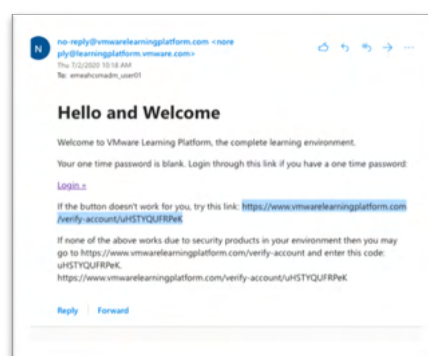 N
no-reply@vmwarelearningplatform.com <nore
ply@learningplatform.vmware.com>
Thu 7/2/2020 10:18 AM
To: emeahcsmadm_user01
Hello and Welcome
Welcome to VMware Learning Platform, the complete learning environment.
Your one time password is blank. Login through this link if you have a one time password:
Login »
If the button doesn't work for you, try this link: https://www.vmwarelearningplatform.com
/verify-account/uHSTYQUFRPeK
If none of the above works due to security products in your environment then you may
go to https://www.vmwarelearningplatform.com/verify-account and enter this code:
uHSTYQUFRPeK.
https://www.vmwarelearningplatform.com/verify-account/uHSTYQUFRPeK
Reply | Forward